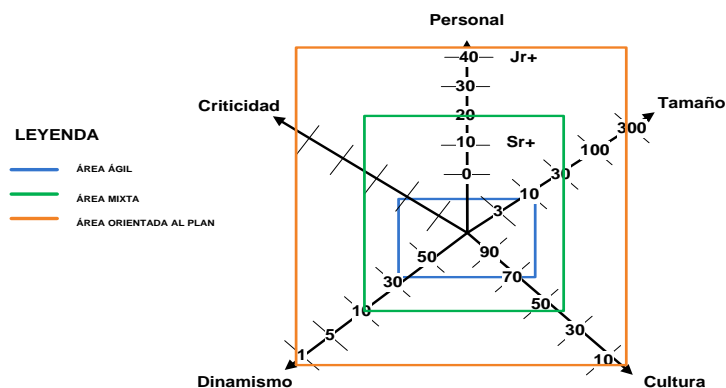 Personal
40 Jr+
30
20
10 Sr+
0
Criticidad
Tamaño
300
100
30
10
3
LEYENDA
ÁREA ÁGIL
ÁREA MIXTA
ÁREA ORIENTADA AL PLAN
50
30
10
5
1
Dinamismo
90
70
50
30
10
Cultura